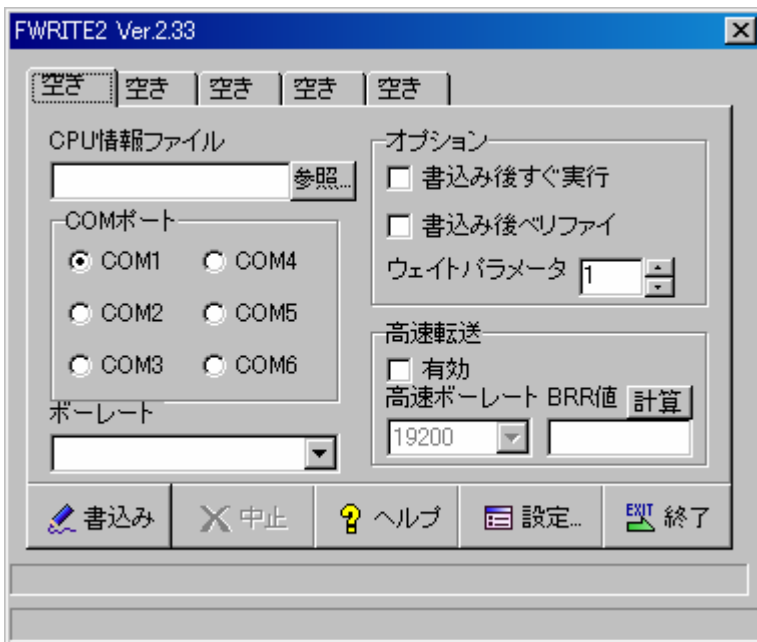 FWRITE2 Ver.2.33
空き 空き 空き 空き 空き
CPU情報ファイル
参照...
COMポート
COM1 COM4
COM2 COM5
COM3 COM6
ボーレート
オプション
書込み後すぐ実行
書込み後ベリファイ
ウェイトパラメータ 1
高速転送
有効
高速ボーレート BRR値 計算
19200
書込み 中止 ヘルプ 設定... EXIT 終了